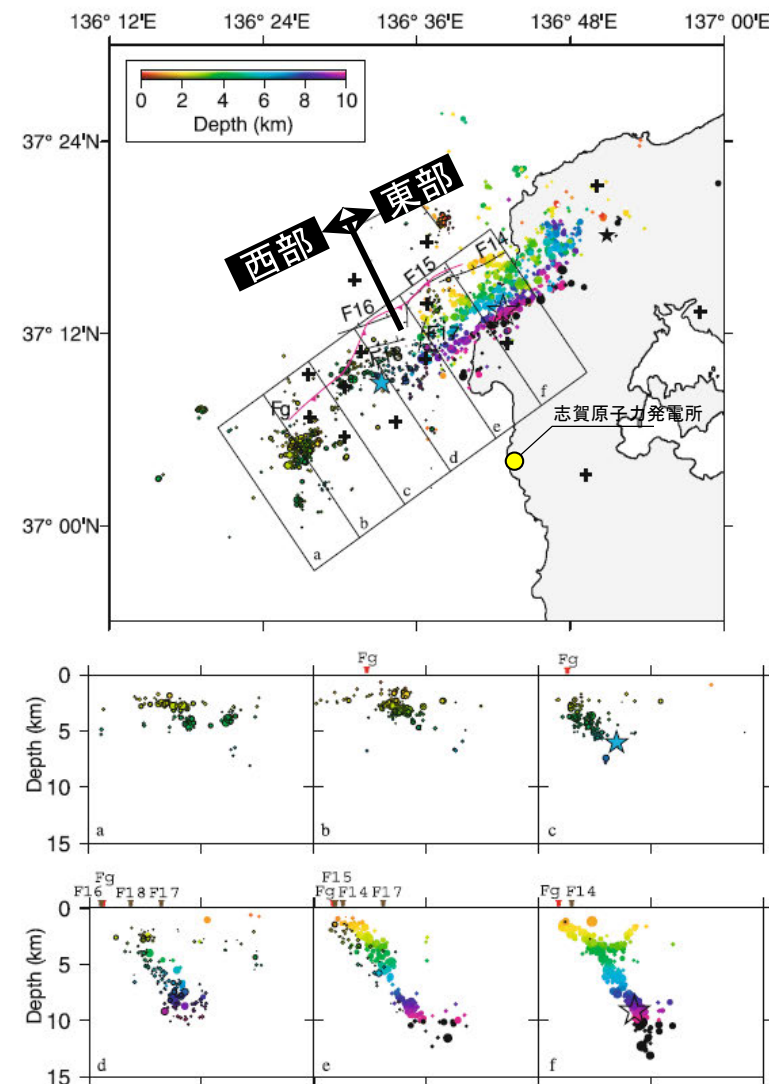 136° 12'E
136° 24'E
136° 36'E
136° 48'E
137° 00'E
0 2 4 6 8 10
Depth (km)
37° 24'N
37° 12'N
37° 00'N
西部
東部
F14
F15
F16
F17
Fg
志賀原子力発電所
a
b
c
d
e
f
Fg
Fg
0
5
10
15
Depth (km)
a
b
c
Fg
F16 F18 F17
F15
Fg F14 F17
Fg F14
0
5
10
15
Depth (km)
d
e
f